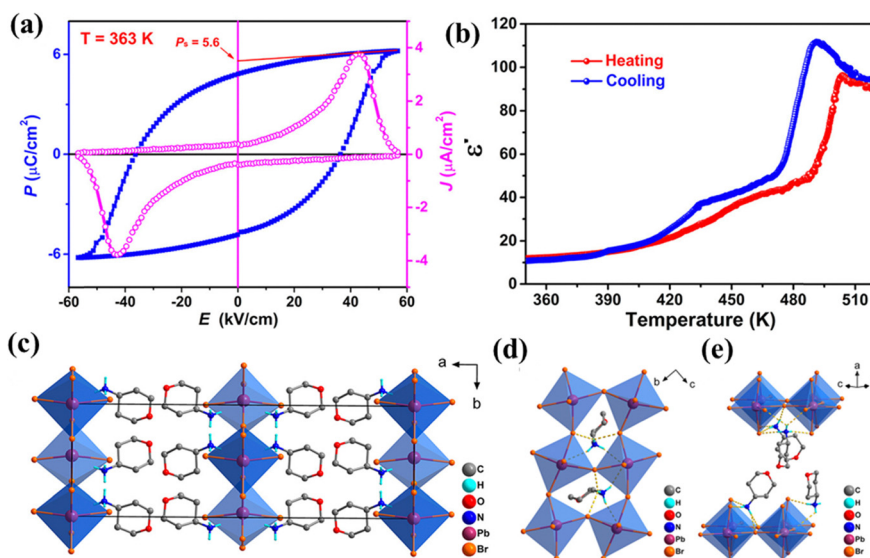 (a)
T = 363 K
Ps = 5.6
6
0
-6
P (μC/cm²)
4
2
0
-2
-4
J (μA/cm²)
-60 -40 -20 0 20 40 60
E (kV/cm)
(b)
Heating
Cooling
120
100
80
60
40
20
0
ε'
360 390 420 450 480 510
Temperature (K)
(c)
a
b
C
H
O
N
Pb
Br
(d)
b c
C
H
O
N
Pb
Br
(e)
a
c
C
H
O
N
Pb
Br